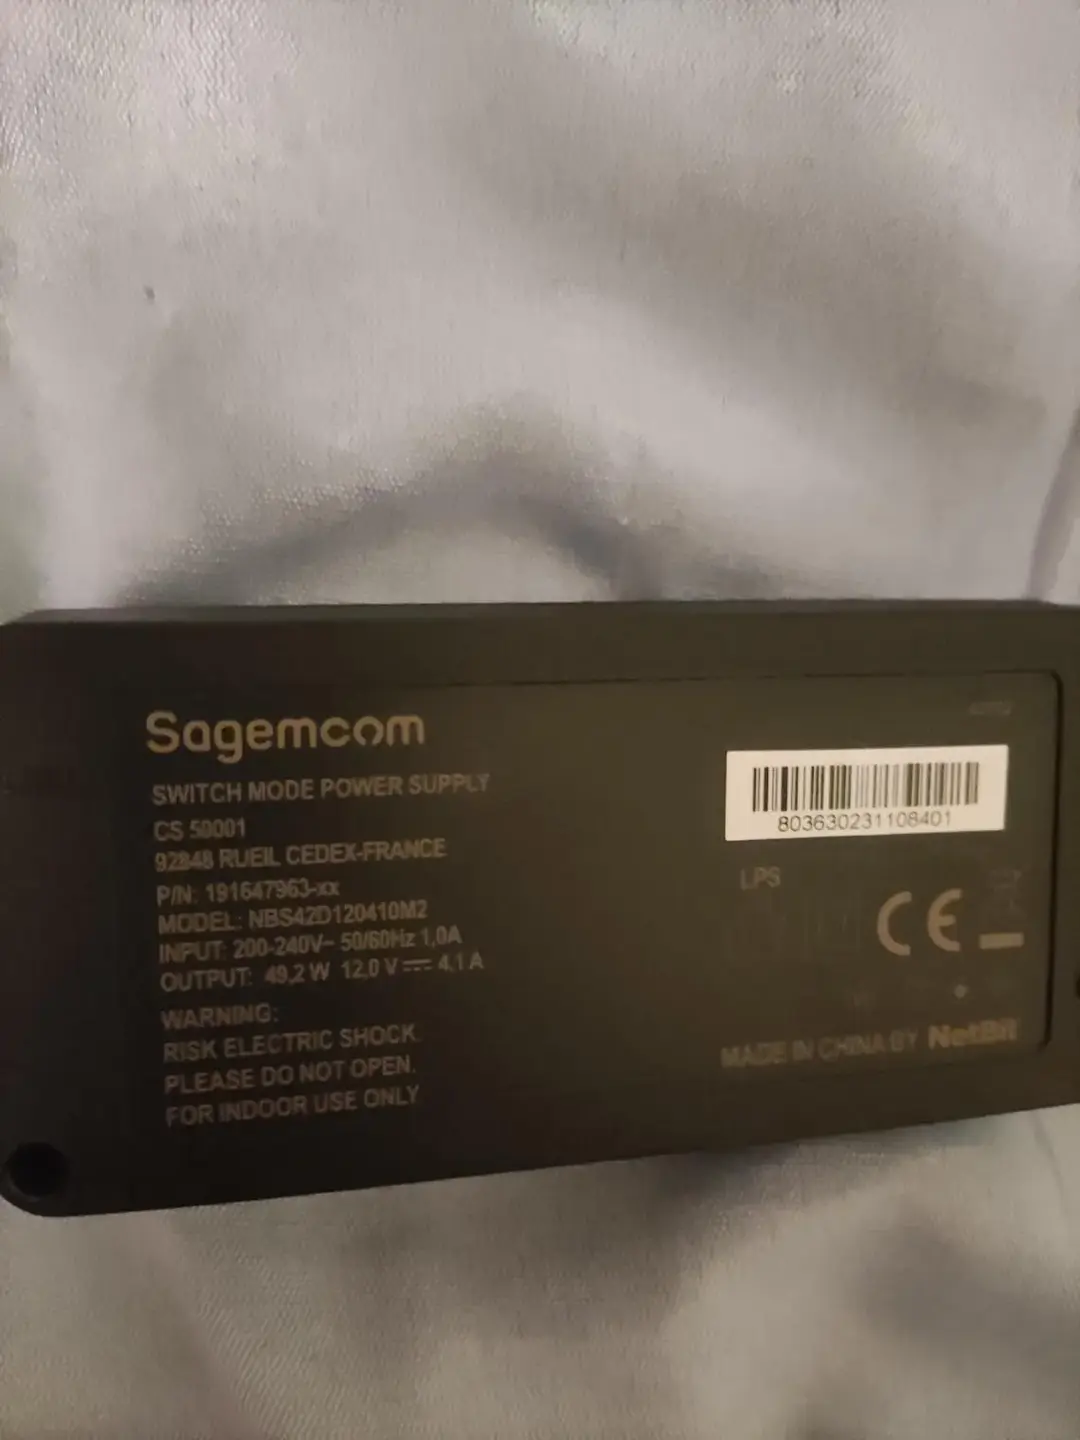 Sagemcom
SWITCH MODE POWER SUPPLY
CS 50001
92848 RUEIL CEDEX-FRANCE
P/N: 191647963-xx
MODEL: NBS42D120410M2
INPUT: 200-240V~ 50/60Hz 1,0A
OUTPUT: 49,2 W 12,0 V ⎓ 4,1 A
WARNING:
RISK ELECTRIC SHOCK.
PLEASE DO NOT OPEN.
FOR INDOOR USE ONLY
803630231108401
LPS
CE
MADE IN CHINA BY NetBit